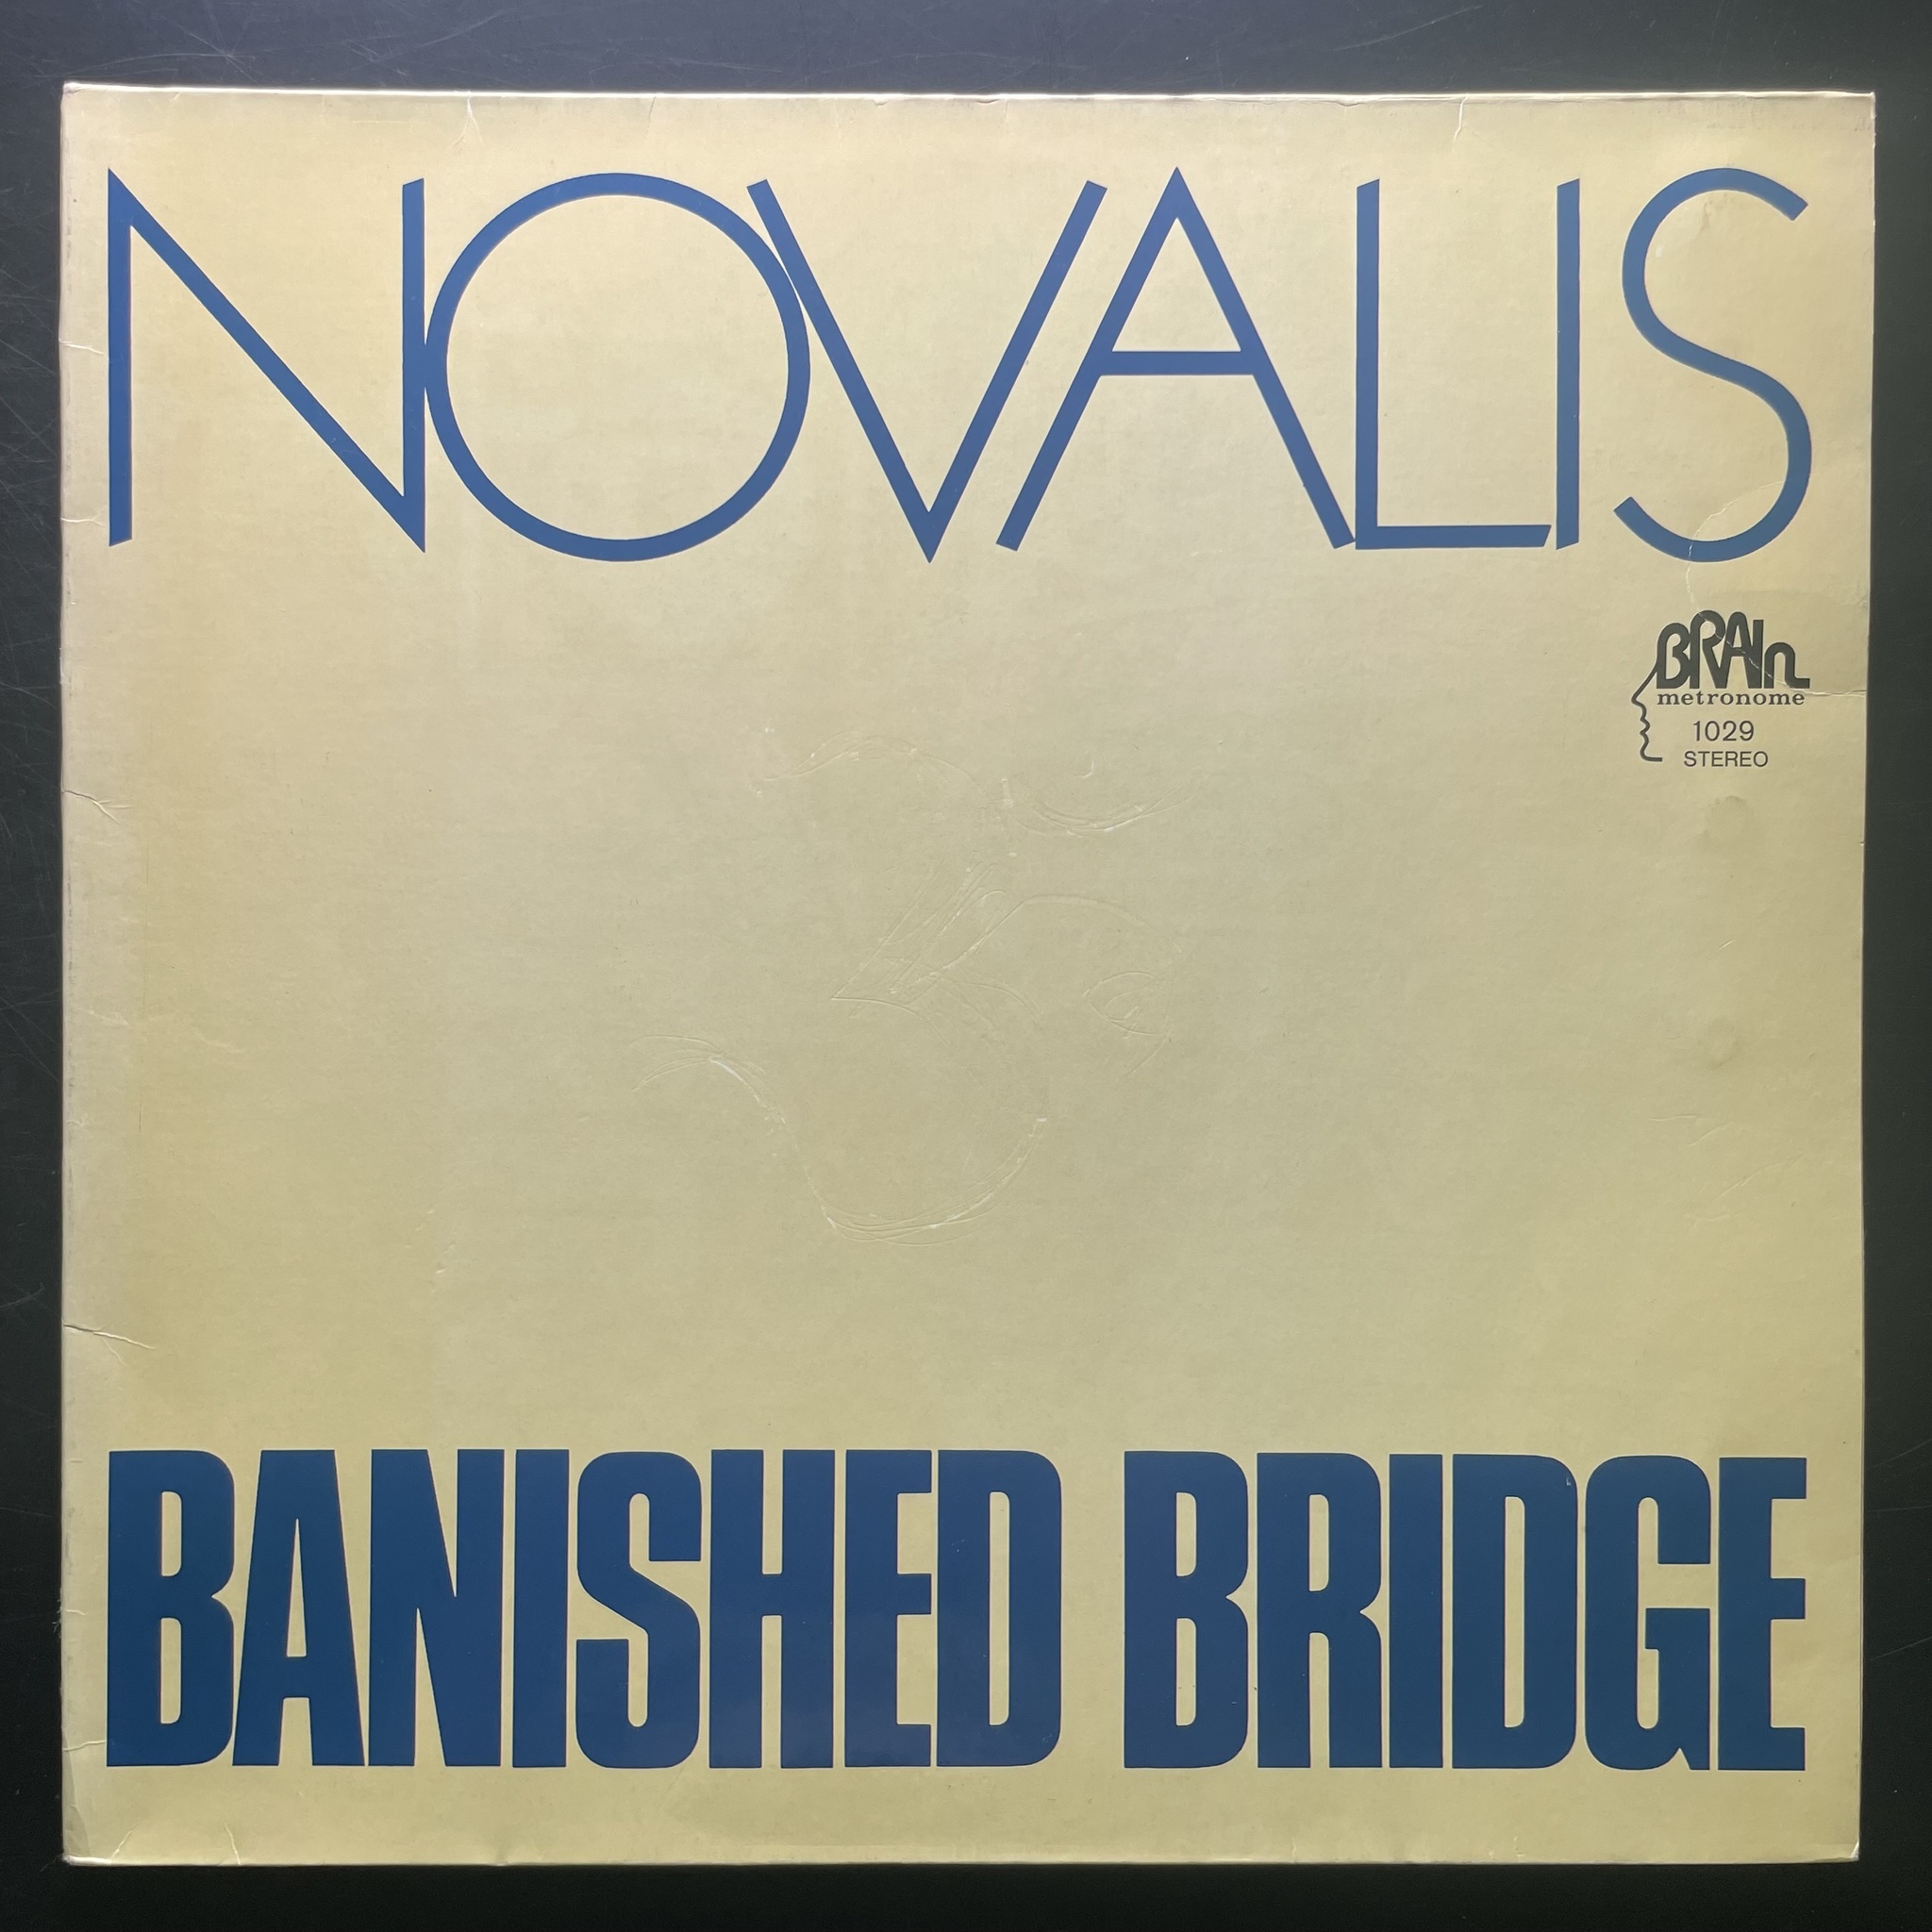 NOVALIS
BRAIn
metronome
1029
STEREO
BANISHED BRIDGE